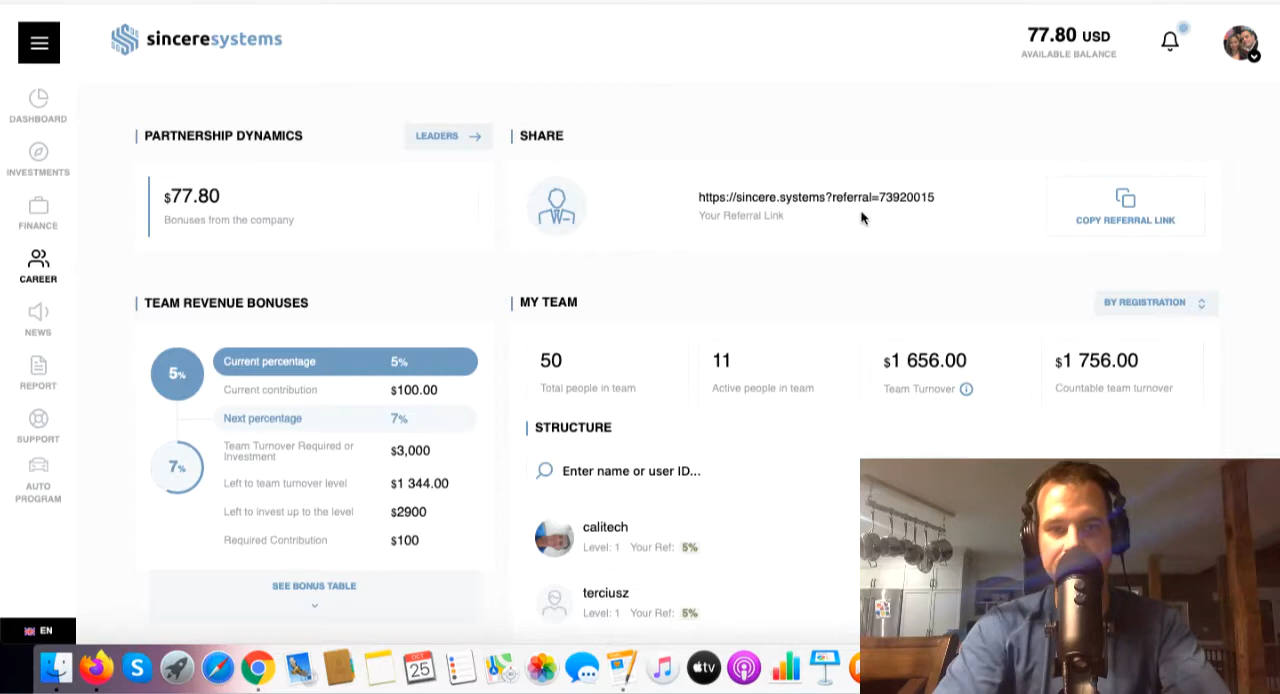 sinceresystems
77.80 USD
AVAILABLE BALANCE
DASHBOARD
INVESTMENTS
FINANCE
CAREER
NEWS
REPORT
SUPPORT
AUTO
PROGRAM
EN
PARTNERSHIP DYNAMICS
LEADERS
$77.80
Bonuses from the company
SHARE
https://sincere.systems?referral=73920015
Your Referral Link
COPY REFERRAL LINK
TEAM REVENUE BONUSES
5%
Current percentage 5%
Current contribution $100.00
Next percentage 7%
7%
Team Turnover Required or
Investment
$3,000
Left to team turnover level $1 344.00
Left to invest up to the level $2900
Required Contribution $100
SEE BONUS TABLE
MY TEAM
BY REGISTRATION
50
Total people in team
11
Active people in team
$1 656.00
Team Turnover
$1 756.00
Countable team turnover
STRUCTURE
Enter name or user ID...
calitech
Level: 1 Your Ref: 5%
terciusz
Level: 1 Your Ref: 5%
OCT
25
tv